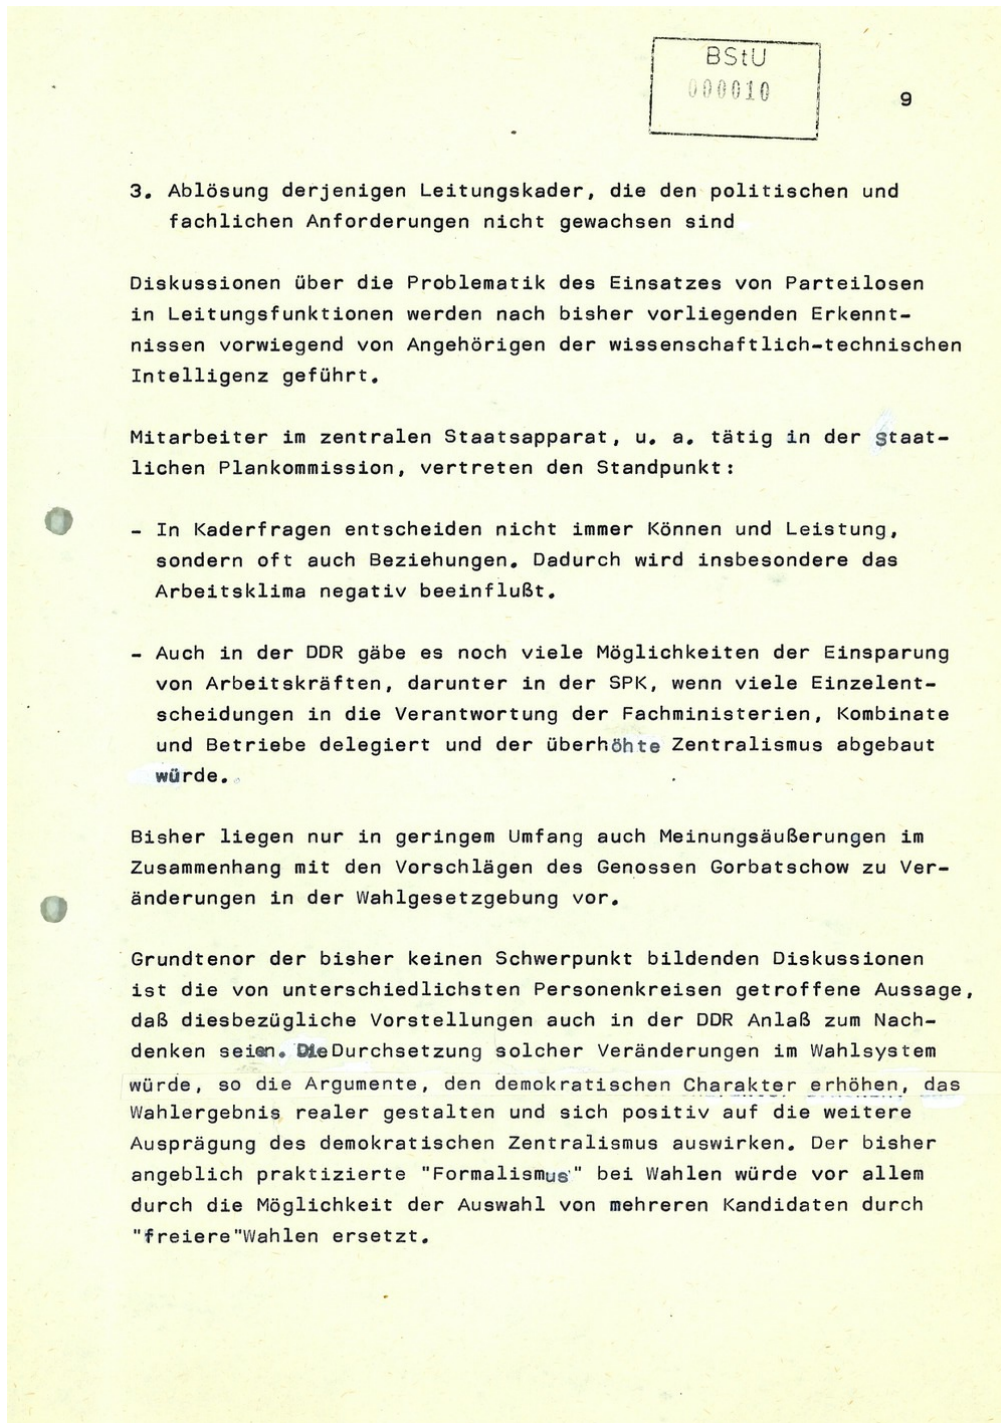 BStU
000010
9
3. Ablösung derjenigen Leitungskader, die den politischen und
fachlichen Anforderungen nicht gewachsen sind
Diskussionen über die Problematik des Einsatzes von Parteilosen
in Leitungsfunktionen werden nach bisher vorliegenden Erkennt-
nissen vorwiegend von Angehörigen der wissenschaftlich-technischen
Intelligenz geführt.
Mitarbeiter im zentralen Staatsapparat, u. a. tätig in der Staat-
lichen Plankommission, vertreten den Standpunkt:
- In Kaderfragen entscheiden nicht immer Können und Leistung,
sondern oft auch Beziehungen. Dadurch wird insbesondere das
Arbeitsklima negativ beeinflußt.
- Auch in der DDR gäbe es noch viele Möglichkeiten der Einsparung
von Arbeitskräften, darunter in der SPK, wenn viele Einzelent-
scheidungen in die Verantwortung der Fachministerien, Kombinate
und Betriebe delegiert und der überhöhte Zentralismus abgebaut
würde.
Bisher liegen nur in geringem Umfang auch Meinungsäußerungen im
Zusammenhang mit den Vorschlägen des Genossen Gorbatschow zu Ver-
änderungen in der Wahlgesetzgebung vor.
Grundtenor der bisher keinen Schwerpunkt bildenden Diskussionen
ist die von unterschiedlichsten Personenkreisen getroffene Aussage,
daß diesbezügliche Vorstellungen auch in der DDR Anlaß zum Nach-
denken seien. Die Durchsetzung solcher Veränderungen im Wahlsystem
würde, so die Argumente, den demokratischen Charakter erhöhen, das
Wahlergebnis realer gestalten und sich positiv auf die weitere
Ausprägung des demokratischen Zentralismus auswirken. Der bisher
angeblich praktizierte "Formalismus" bei Wahlen würde vor allem
durch die Möglichkeit der Auswahl von mehreren Kandidaten durch
"freiere"Wahlen ersetzt.